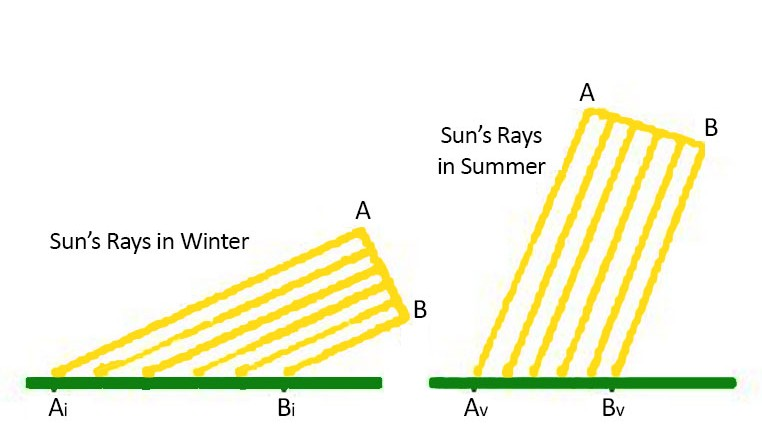 Sun's Rays in Winter
A
B
Ai
Bi
Sun's Rays
in Summer
A
B
Av
Bv